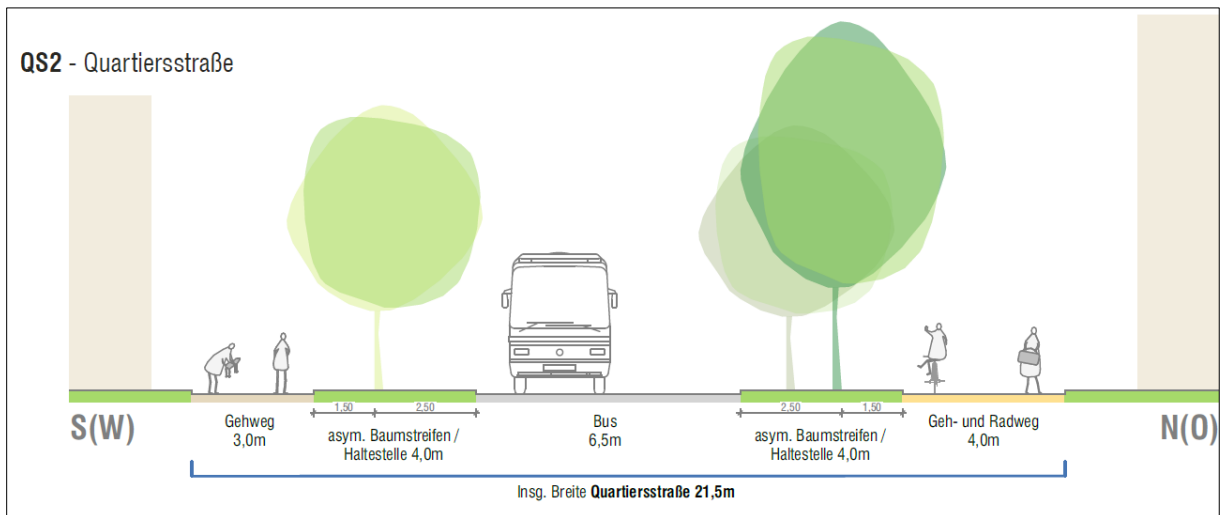 QS2 - Quartiersstraße
1,50
2,50
2,50
1,50
S(W)
Gehweg
3,0m
asym. Baumstreifen /
Haltestelle 4,0m
Bus
6,5m
asym. Baumstreifen /
Haltestelle 4,0m
Geh- und Radweg
4,0m
N(O)
Insg. Breite Quartiersstraße 21,5m